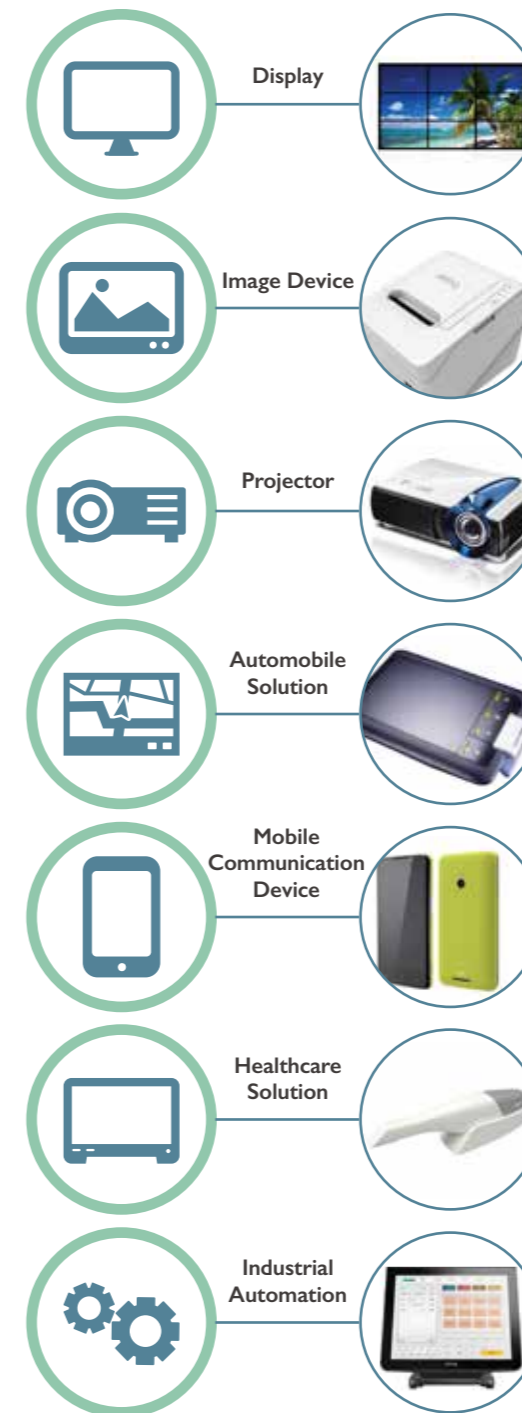 Display
Image Device
Projector
Automobile
Solution
Mobile
Communication
Device
Healthcare
Solution
Industrial
Automation